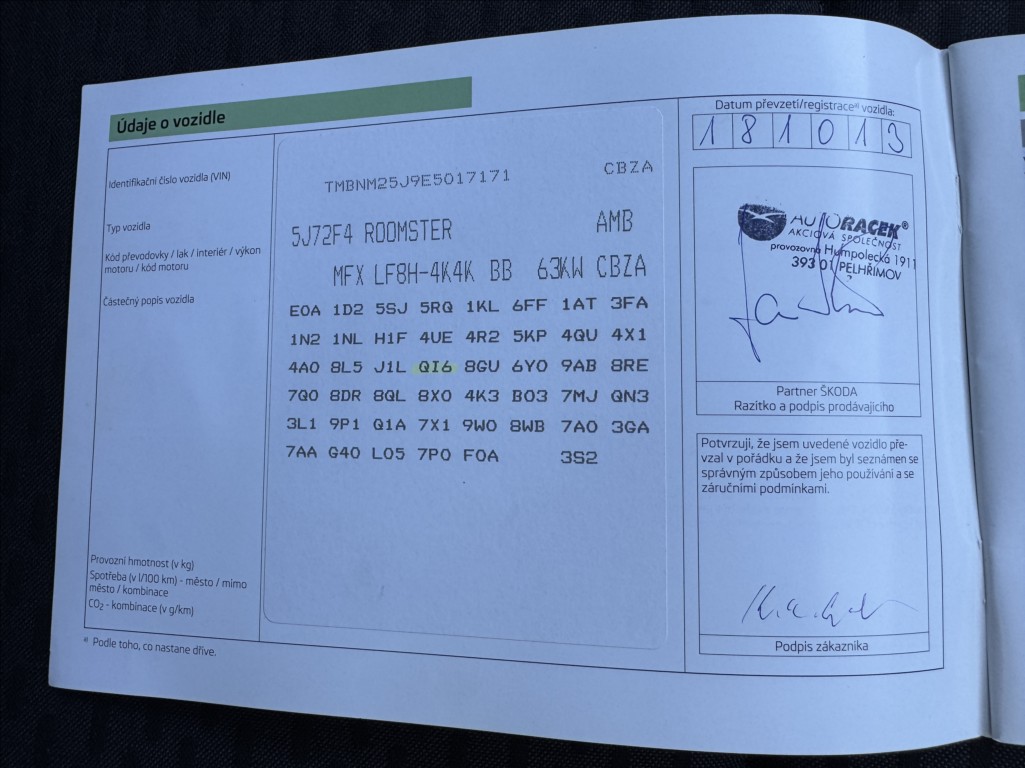 Údaje o vozidle
Identifikační číslo vozidla (VIN)
Typ vozidla
Kód převodovky / lak / interiér / výkon
motoru / kód motoru
Částečný popis vozidla
Provozní hmotnost (v kg)
Spotřeba (v l/100 km) - město / mimo
město / kombinace
CO2 - kombinace (v g/km)
a) Podle toho, co nastane dříve.
TMBNM25J9E5017171 CBZA
5J72F4 ROOMSTER AMB
MFX LF8H-4K4K BB 63KW CBZA
E0A 1D2 5SJ 5RQ 1KL 6FF 1AT 3FA
1N2 1NL H1F 4UE 4R2 5KP 4QU 4X1
4A0 8L5 J1L QI6 8GU 6Y0 9AB 8RE
7Q0 8DR 8QL 8X0 4K3 B03 7MJ QN3
3L1 9P1 Q1A 7X1 9W0 8WB 7A0 3GA
7AA G40 L05 7P0 F0A 3S2
Datum převzetí/registrace a) vozidla:
181013
AUTORACEK®
AKCIOVÁ SPOLEČNOST
provozovna Humpolecká 1911
393 01 PELHŘIMOV
Partner ŠKODA
Razítko a podpis prodávajícího
Potvrzuji, že jsem uvedené vozidlo pře-
vzal v pořádku a že jsem byl seznámen se
správným způsobem jeho používání a se
záručními podmínkami.
Podpis zákazníka